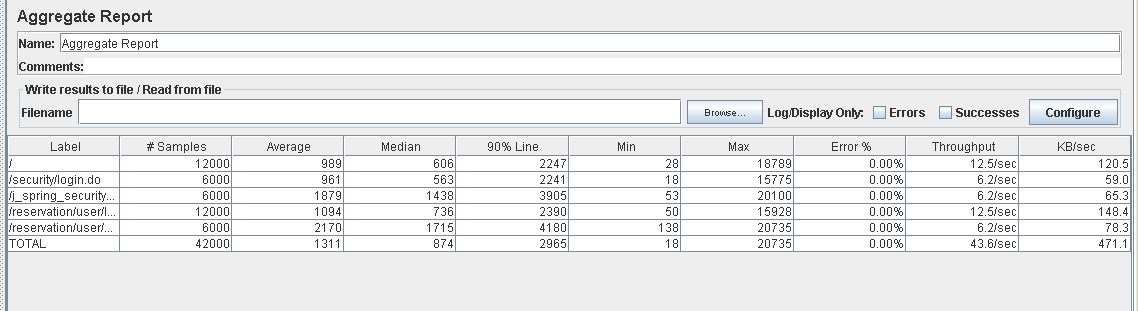 Aggregate Report
Name: Aggregate Report
Comments:
Write results to file / Read from file
Filename Browse... Log/Display Only: Errors Successes Configure
Label # Samples Average Median 90% Line Min Max Error % Throughput KB/sec
/ 12000 989 606 2247 28 18789 0.00% 12.5/sec 120.5
/security/login.do 6000 961 563 2241 18 15775 0.00% 6.2/sec 59.0
/j_spring_security... 6000 1879 1438 3905 53 20100 0.00% 6.2/sec 65.3
/reservation/user/l... 12000 1094 736 2390 50 15928 0.00% 12.5/sec 148.4
/reservation/user/... 6000 2170 1715 4180 138 20735 0.00% 6.2/sec 78.3
TOTAL 42000 1311 874 2965 18 20735 0.00% 43.6/sec 471.1